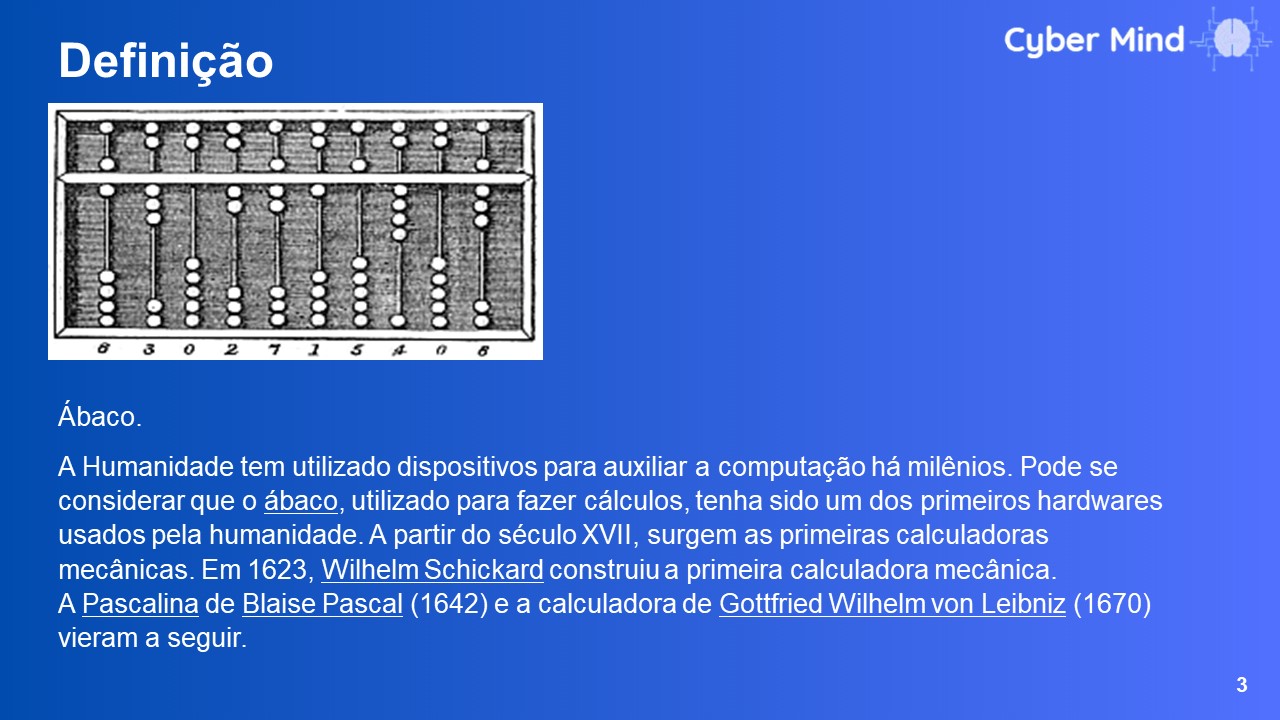 Definição
Cyber Mind
6 3 0 2 7 1 5 4 0 8
Ábaco.
A Humanidade tem utilizado dispositivos para auxiliar a computação há milênios. Pode se
considerar que o ábaco, utilizado para fazer cálculos, tenha sido um dos primeiros hardwares
usados pela humanidade. A partir do século XVII, surgem as primeiras calculadoras
mecânicas. Em 1623, Wilhelm Schickard construiu a primeira calculadora mecânica.
A Pascalina de Blaise Pascal (1642) e a calculadora de Gottfried Wilhelm von Leibniz (1670)
vieram a seguir.
3